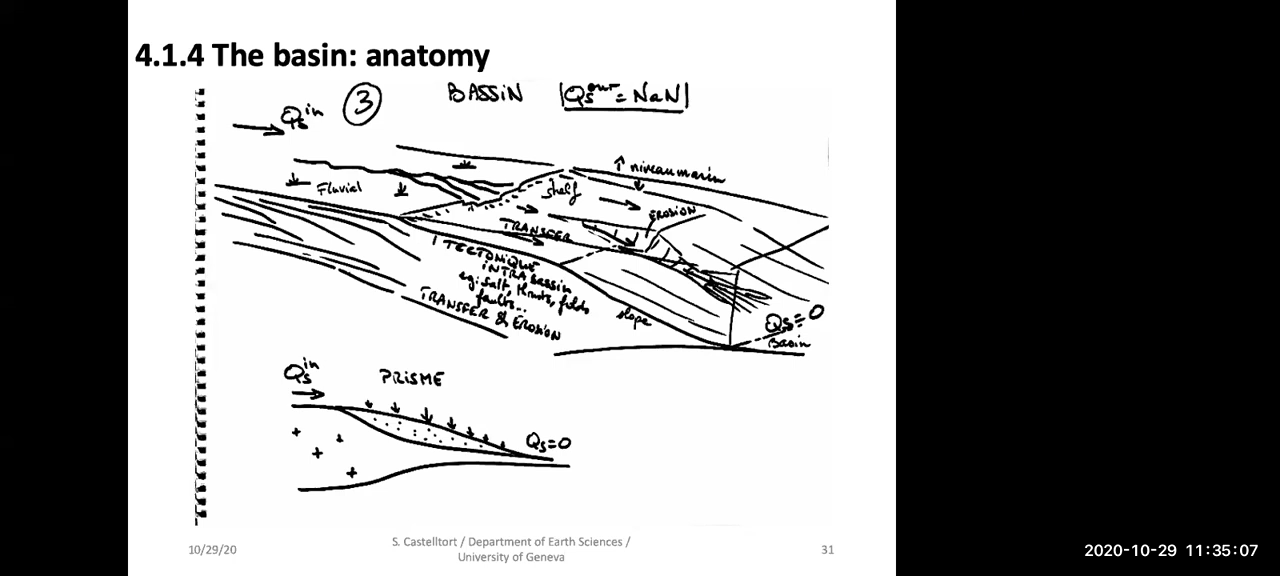 4.1.4 The basin: anatomy
Qs^in
3
BASSIN
|Qs^out = NaN|
↑ niveau marin
Fluvial
shelf
EROSION
TRANSFER
TECTONIQUE
INTRA bassin
eg: salt, thrusts, folds
faults...
TRANSFER & EROSION
slope
Qs = 0
Basin
Qs^in
PRISME
Qs=0
10/29/20
S. Castelltort / Department of Earth Sciences /
University of Geneva
31
2020-10-29 11:35:07